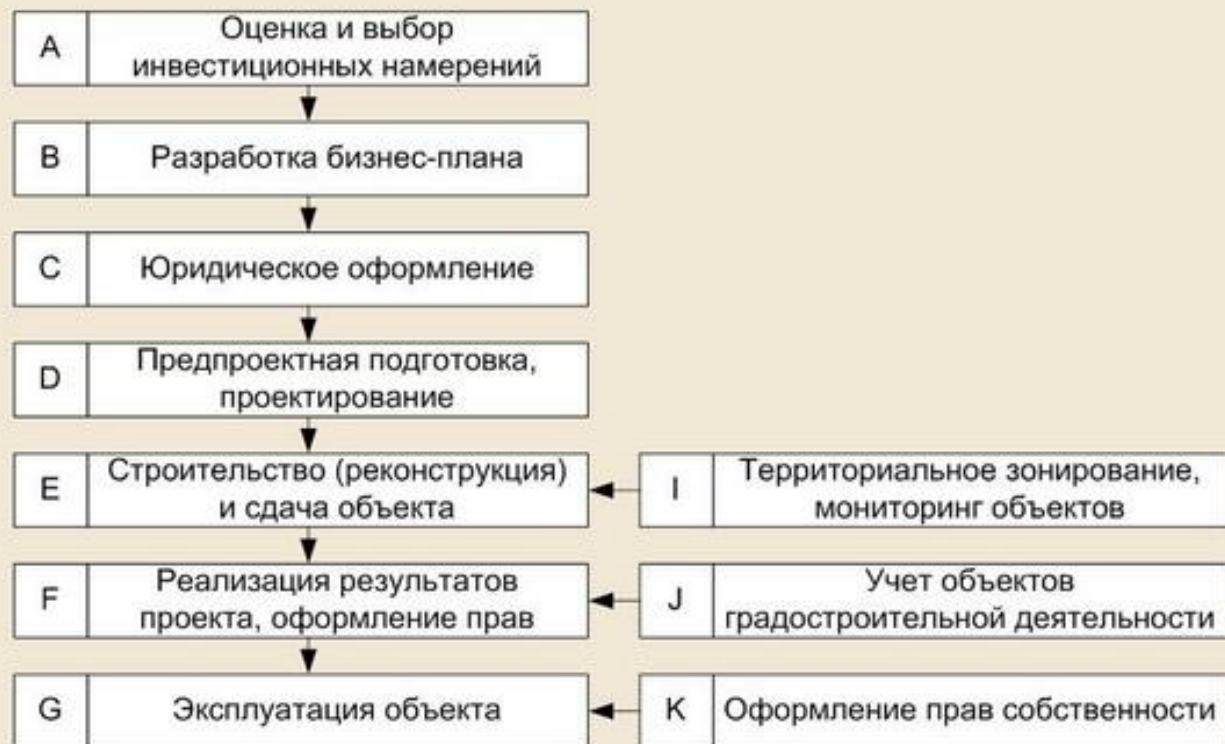 A
Оценка и выбор
инвестиционных намерений
B
Разработка бизнес-плана
C
Юридическое оформление
D
Предпроектная подготовка,
проектирование
E
Строительство (реконструкция)
и сдача объекта
I
Территориальное зонирование,
мониторинг объектов
F
Реализация результатов
проекта, оформление прав
J
Учет объектов
градостроительной деятельности
G
Эксплуатация объекта
K
Оформление прав собственности